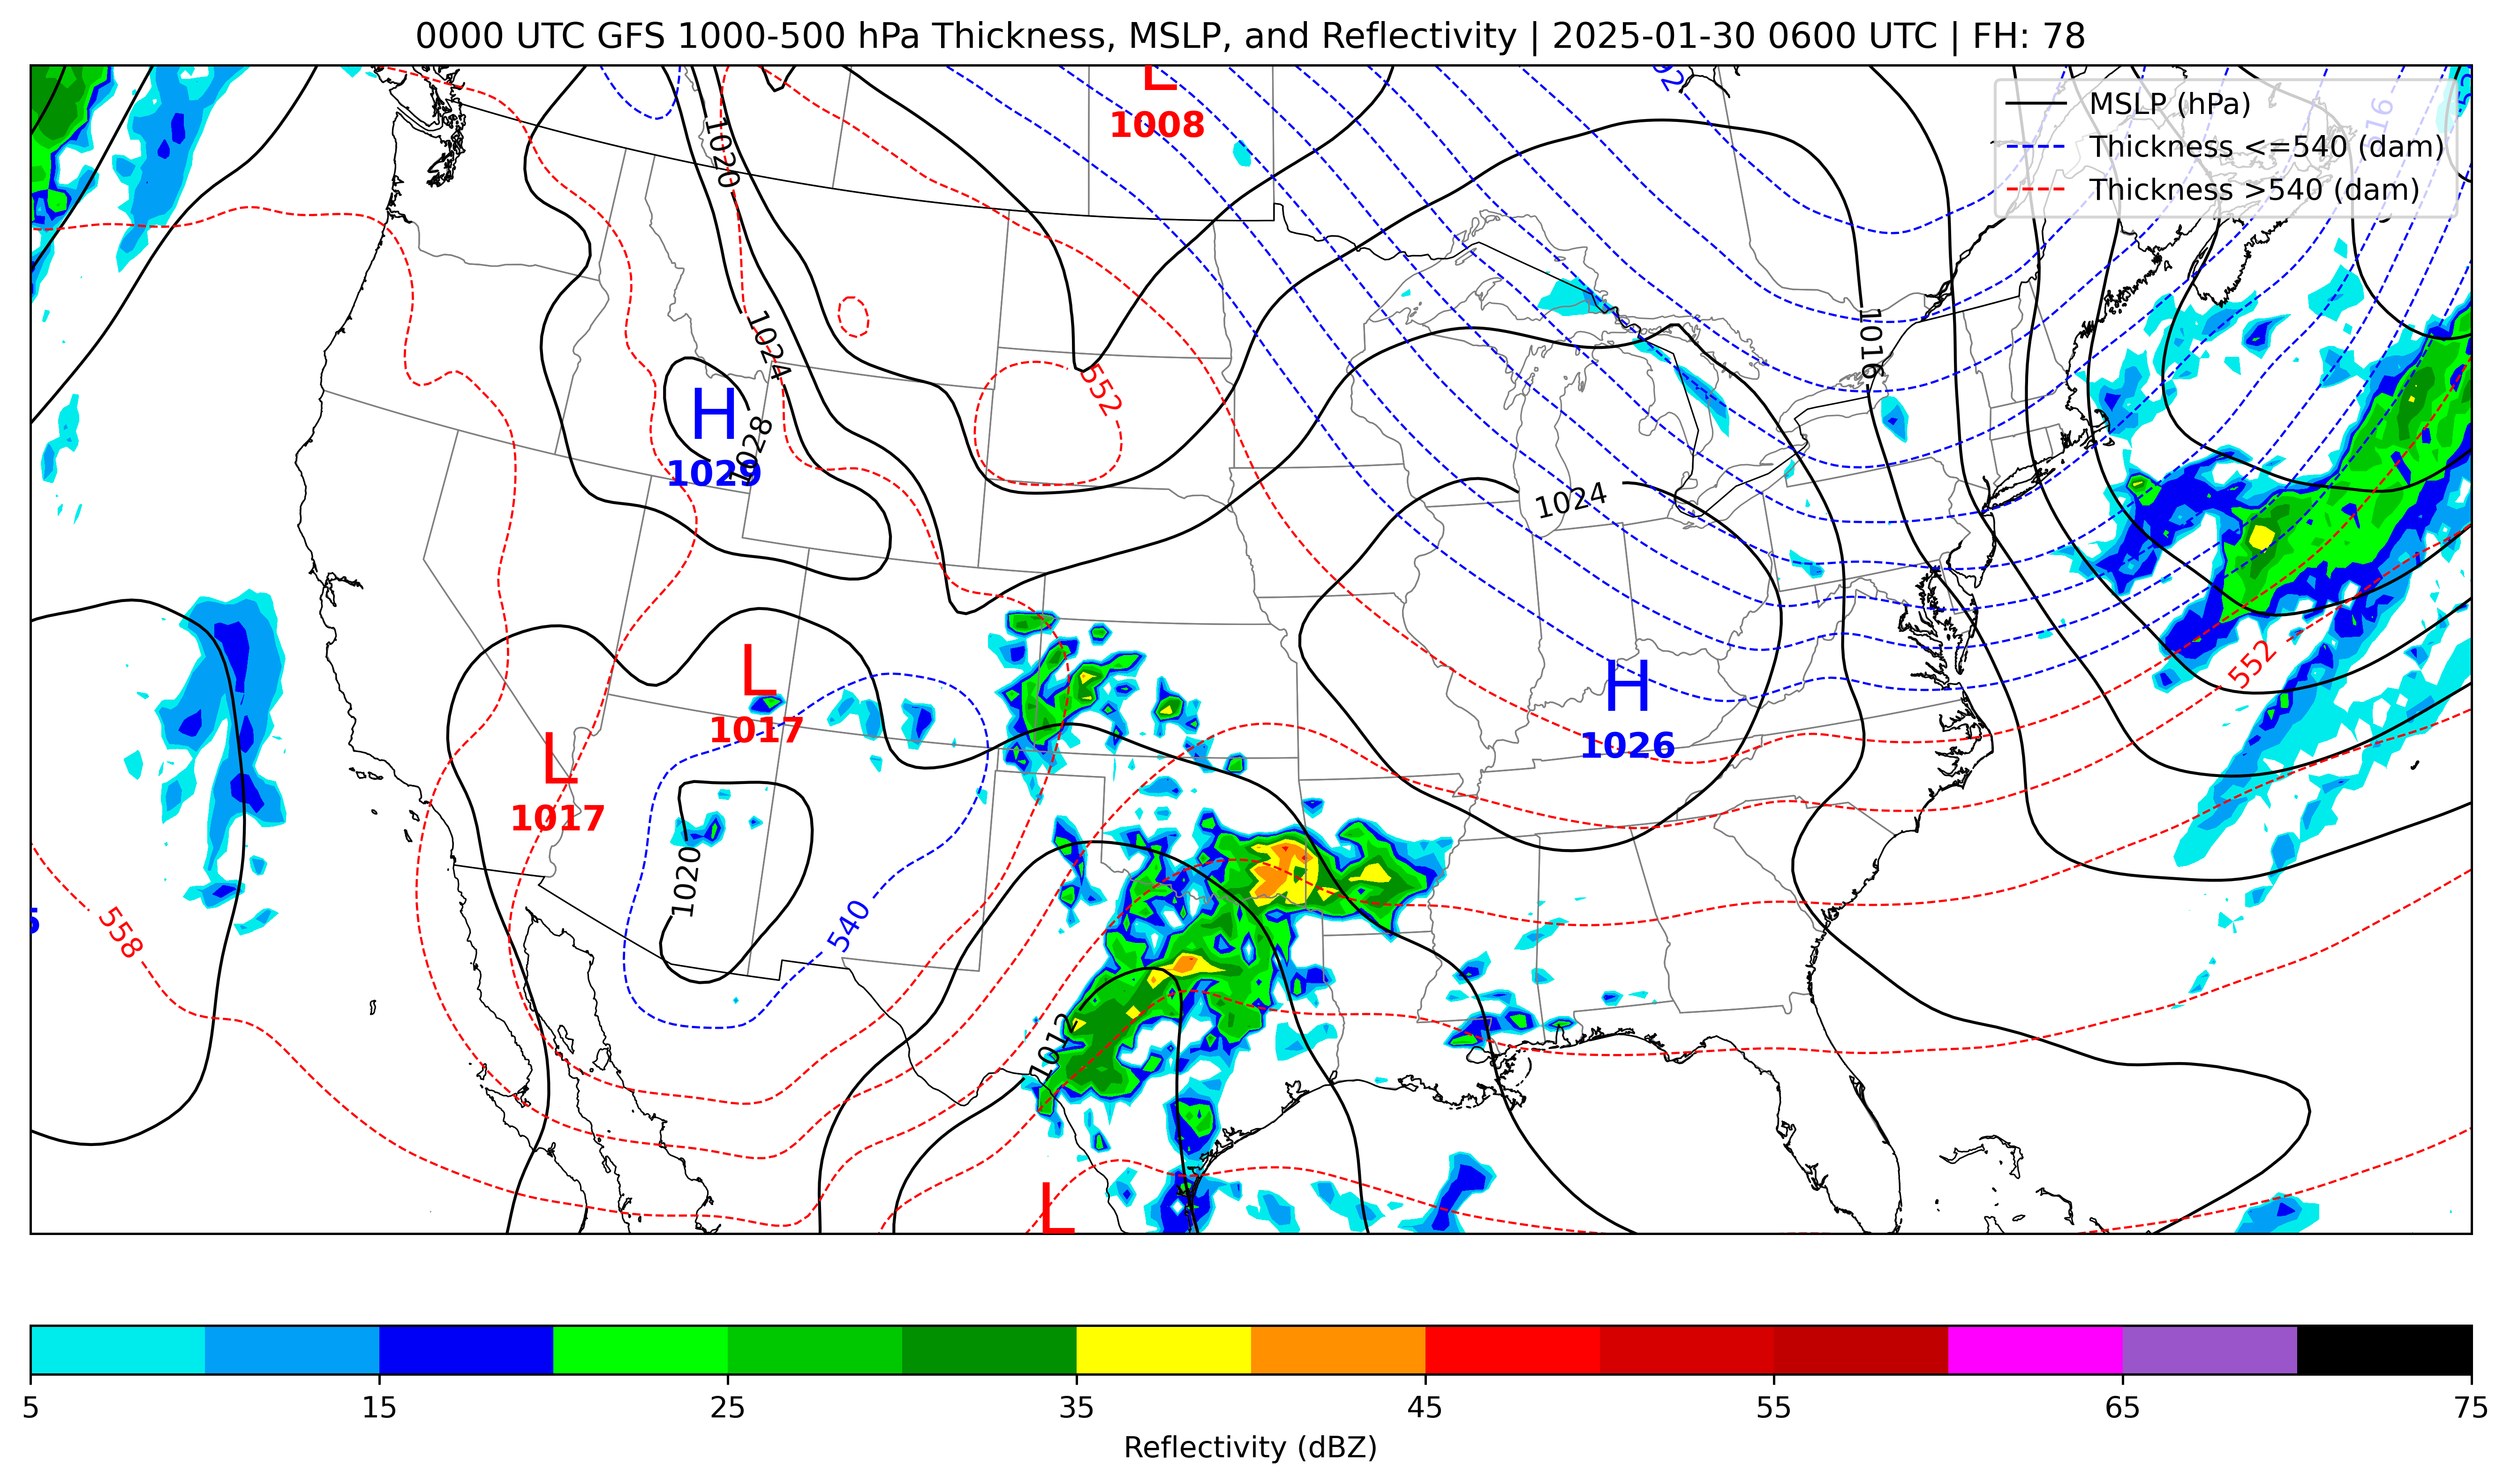 0000 UTC GFS 1000-500 hPa Thickness, MSLP, and Reflectivity | 2025-01-30 0600 UTC | FH: 78
L
1008
MSLP (hPa)
Thickness <=540 (dam)
Thickness >540 (dam)
516
1020
1024
1016
552
H
1029
1028
1024
L
1017
H
1026
552
L
1017
1020
540
558
1012
L
5
15
25
35
45
55
65
75
Reflectivity (dBZ)